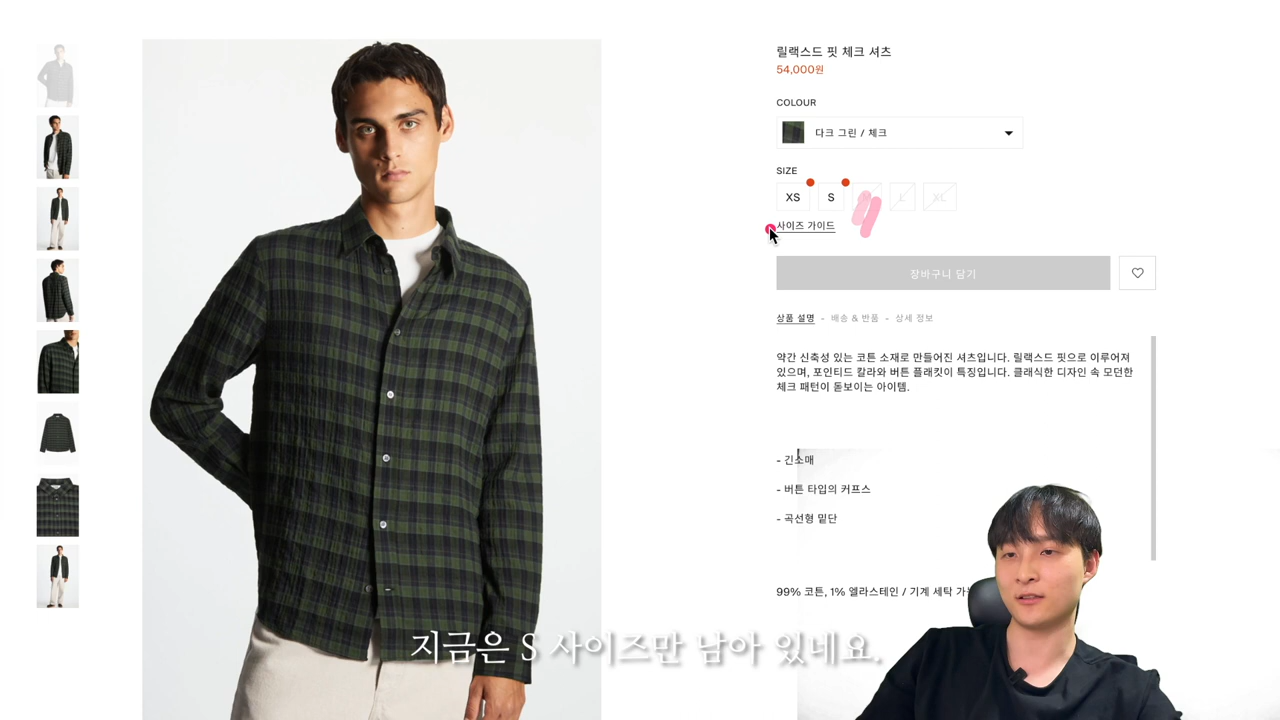 릴랙스드 핏 체크 셔츠
54,000원
COLOUR
다크 그린 / 체크
SIZE
XS S L XL
사이즈 가이드
장바구니 담기
상품 설명 - 배송 & 반품 - 상세 정보
약간 신축성 있는 코튼 소재로 만들어진 셔츠입니다. 릴랙스드 핏으로 이루어져
있으며, 포인티드 칼라와 버튼 플래킷이 특징입니다. 클래식한 디자인 속 모던한
체크 패턴이 돋보이는 아이템.
- 긴소매
- 버튼 타입의 커프스
- 곡선형 밑단
99% 코튼, 1% 엘라스테인 / 기계 세탁
지금은 S 사이즈만 남아 있네요.